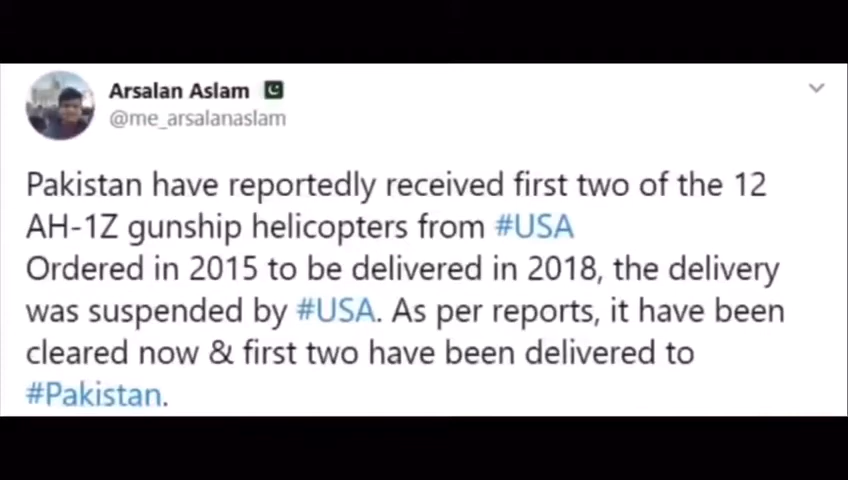 Arsalan Aslam
@me_arsalanaslam
Pakistan have reportedly received first two of the 12
AH-1Z gunship helicopters from #USA
Ordered in 2015 to be delivered in 2018, the delivery
was suspended by #USA. As per reports, it have been
cleared now & first two have been delivered to
#Pakistan.